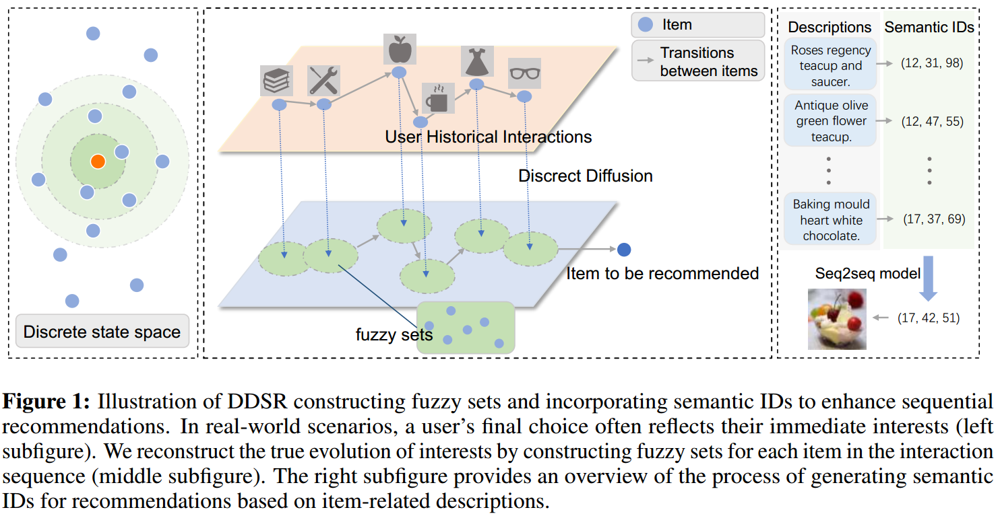 Discrete state space
Item
Transitions
between items
User Historical Interactions
Discrect Diffusion
Item to be recommended
fuzzy sets
Descriptions
Semantic IDs
Roses regency
teacup and
saucer.
(12, 31, 98)
Antique olive
green flower
teacup.
(12, 47, 55)
Baking mould
heart white
chocolate.
(17, 37, 69)
Seq2seq model
(17, 42, 51)
Figure 1: Illustration of DDSR constructing fuzzy sets and incorporating semantic IDs to enhance sequential
recommendations. In real-world scenarios, a user's final choice often reflects their immediate interests (left
subfigure). We reconstruct the true evolution of interests by constructing fuzzy sets for each item in the interaction
sequence (middle subfigure). The right subfigure provides an overview of the process of generating semantic
IDs for recommendations based on item-related descriptions.